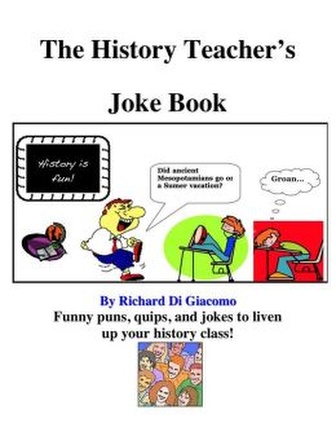 The History Teacher's
Joke Book
History is
fun!
Did ancient
Mesopotamians go on
a Sumer vacation?
Groan...
By Richard Di Giacomo
Funny puns, quips, and jokes to liven
up your history class!